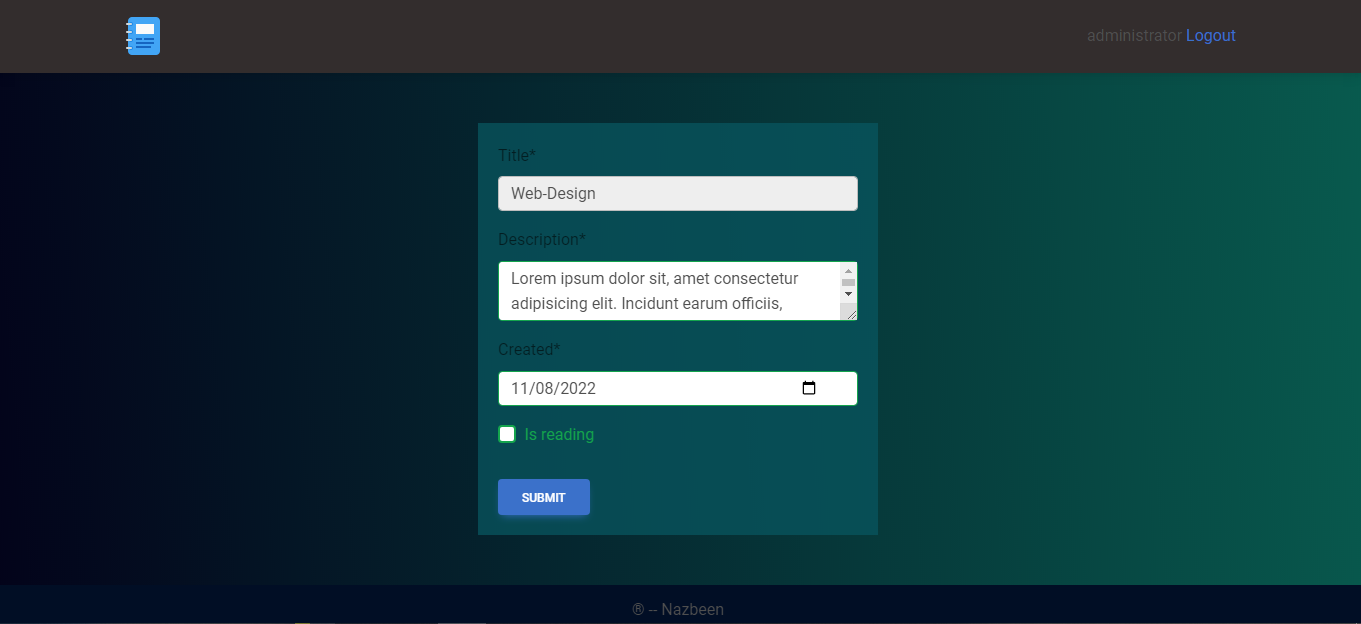 administrator Logout
Title*
Web-Design
Description*
Lorem ipsum dolor sit, amet consectetur
adipisicing elit. Incidunt earum officiis,
Created*
11/08/2022
Is reading
SUBMIT
® -- Nazbeen